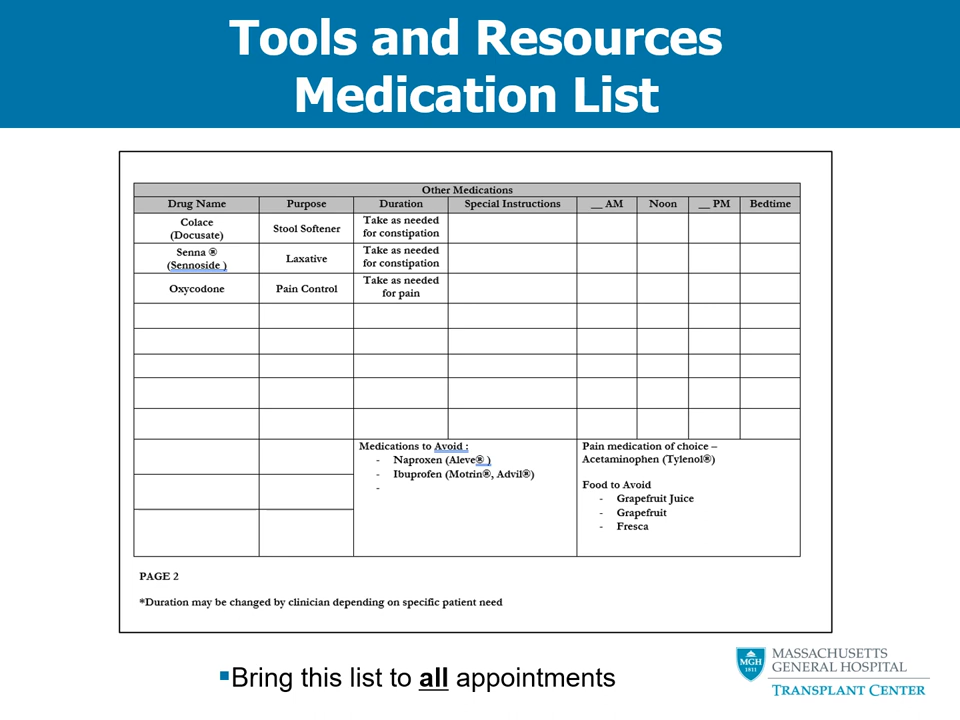 Tools and Resources
Medication List
Other Medications
Drug Name Purpose Duration Special Instructions __ AM Noon __ PM Bedtime
Colace
(Docusate)
Stool Softener
Take as needed
for constipation
Senna ®
(Sennoside )
Laxative
Take as needed
for constipation
Oxycodone
Pain Control
Take as needed
for pain
Medications to Avoid :
- Naproxen (Aleve® )
- Ibuprofen (Motrin®, Advil®)
-
Pain medication of choice –
Acetaminophen (Tylenol®)
Food to Avoid
- Grapefruit Juice
- Grapefruit
- Fresca
PAGE 2
*Duration may be changed by clinician depending on specific patient need
▪Bring this list to all appointments
MGH
1811
MASSACHUSETTS
GENERAL HOSPITAL
TRANSPLANT CENTER